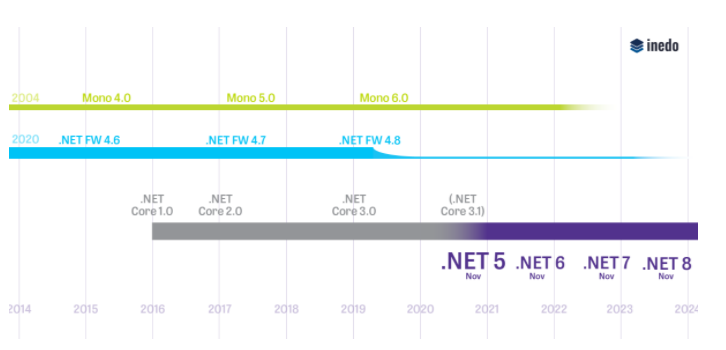 inedo
2004 Mono 4.0 Mono 5.0 Mono 6.0
2020 .NET FW 4.6 .NET FW 4.7 .NET FW 4.8
.NET .NET .NET (.NET
Core 1.0 Core 2.0 Core 3.0 Core 3.1)
.NET 5 .NET 6 .NET 7 .NET 8
Nov Nov Nov Nov
2014 2015 2016 2017 2018 2019 2020 2021 2022 2023 2024